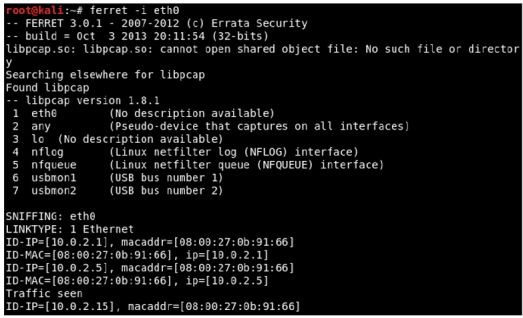 root@kali:~# ferret -i eth0
-- FERRET 3.0.1 - 2007-2012 (c) Errata Security
-- build = Oct  3 2013 20:11:54 (32-bits)
libpcap.so: libpcap.so: cannot open shared object file: No such file or director
y
Searching elsewhere for libpcap
Found libpcap
-- libpcap version 1.8.1
 1  eth0        (No description available)
 2  any         (Pseudo-device that captures on all interfaces)
 3  lo  (No description available)
 4  nflog       (Linux netfilter log (NFLOG) interface)
 5  nfqueue     (Linux netfilter queue (NFQUEUE) interface)
 6  usbmon1     (USB bus number 1)
 7  usbmon2     (USB bus number 2)
SNIFFING: eth0
LINKTYPE: 1 Ethernet
ID-IP=[10.0.2.1], macaddr=[08:00:27:0b:91:66]
ID-MAC=[08:00:27:0b:91:66], ip=[10.0.2.1]
ID-IP=[10.0.2.5], macaddr=[08:00:27:0b:91:66]
ID-MAC=[08:00:27:0b:91:66], ip=[10.0.2.5]
Traffic seen
ID-IP=[10.0.2.15], macaddr=[08:00:27:0b:91:66]